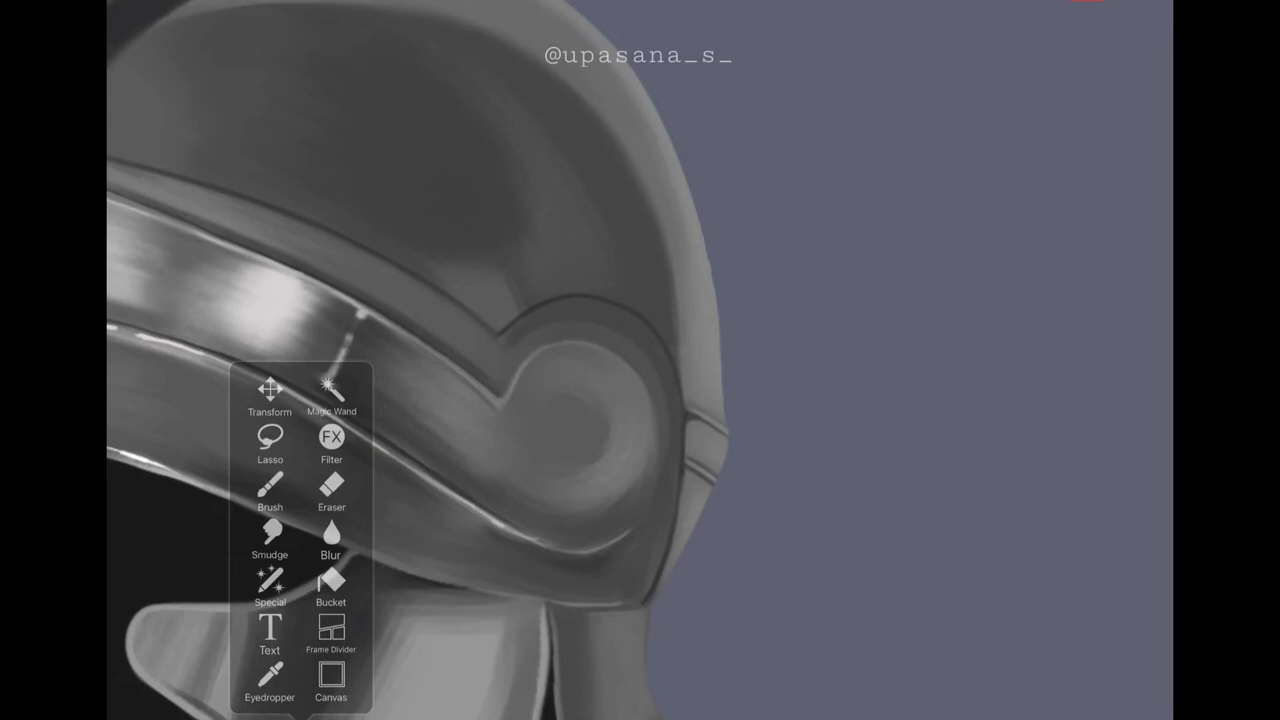 @upasana_s_
Transform Magic Wand
Lasso Filter
FX
Brush Eraser
Smudge Blur
Special Bucket
T
Text Frame Divider
Eyedropper Canvas